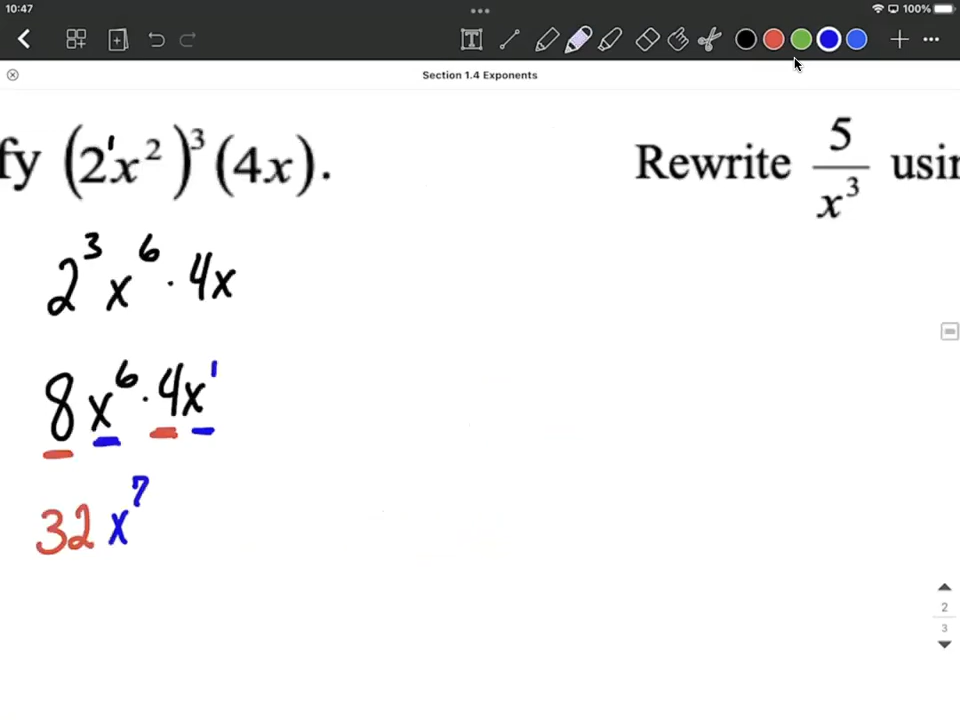 10:47
100%
Section 1.4 Exponents
fy (2¹x²)³(4x).
2³x⁶ · 4x
8x⁶ · 4x¹
32x⁷
Rewrite 5/x³ usin
2
3